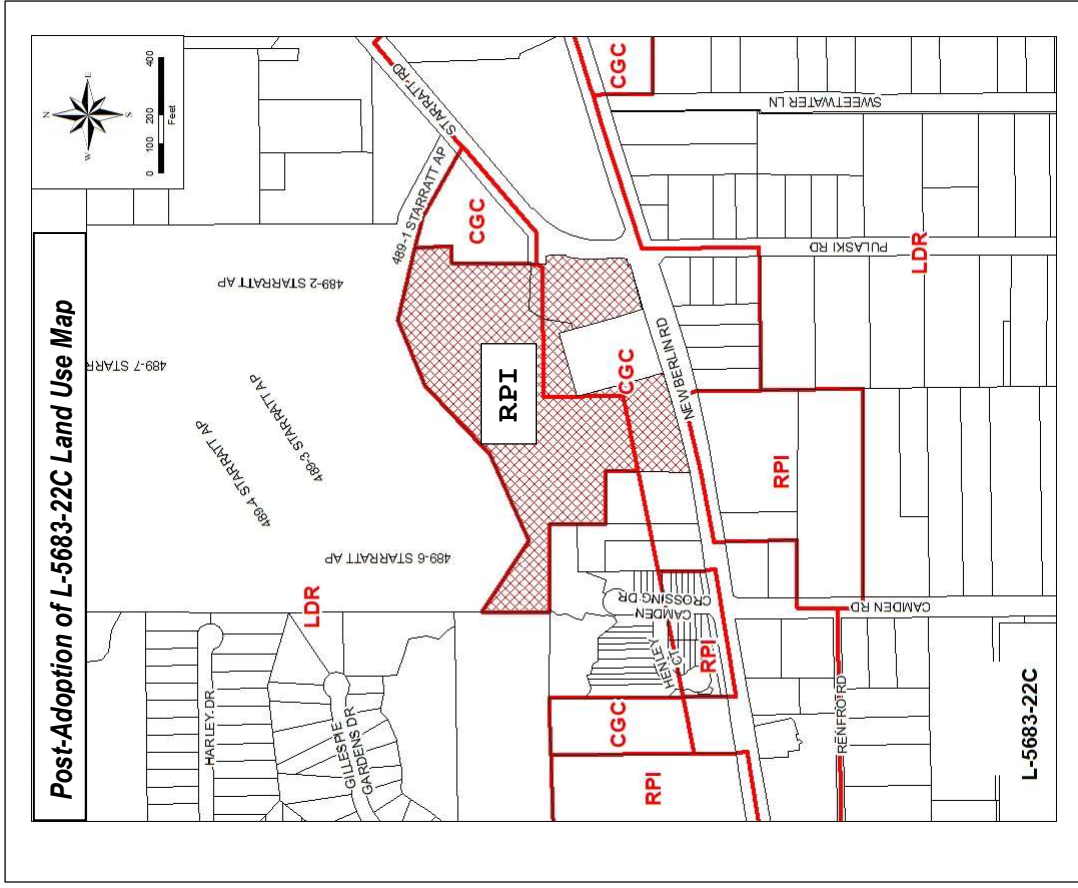 Post-Adoption of L-5683-22C Land Use Map
N
W
E
S
0 100 200 400
Feet
STARRATT RD
489-1 STARRATT AP
489-2 STARRATT AP
489-7 STARR
489-3 STARRATT AP
489-4 STARRATT AP
489-6 STARRATT AP
LDR
HARLEY DR
GILLESPIE
GARDENS DR
CGC
RPI
CGC
NEW BERLIN RD
CGC
SWEETWATER LN
PULASKI RD
LDR
RPI
CAMDEN
CROSSING DR
HENLEY
CT
RPI
CGC
RPI
CAMDEN RD
RENFRO RD
L-5683-22C